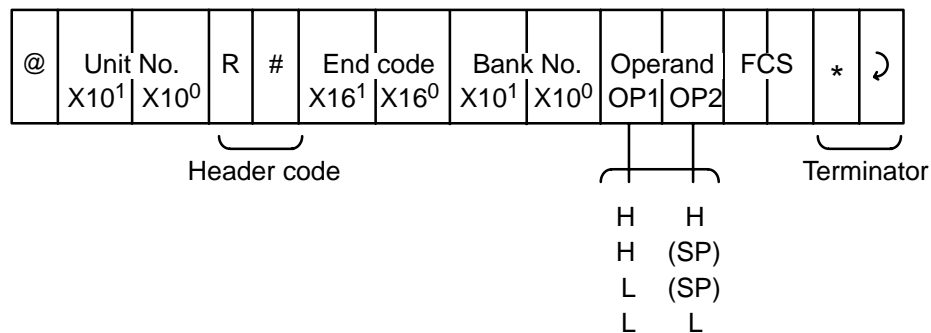 @ Unit No. R # End code Bank No. Operand FCS * 
X10¹ X10⁰ X16¹ X16⁰ X10¹ X10⁰ OP1 OP2
Header code Terminator
H H
H (SP)
L (SP)
L L